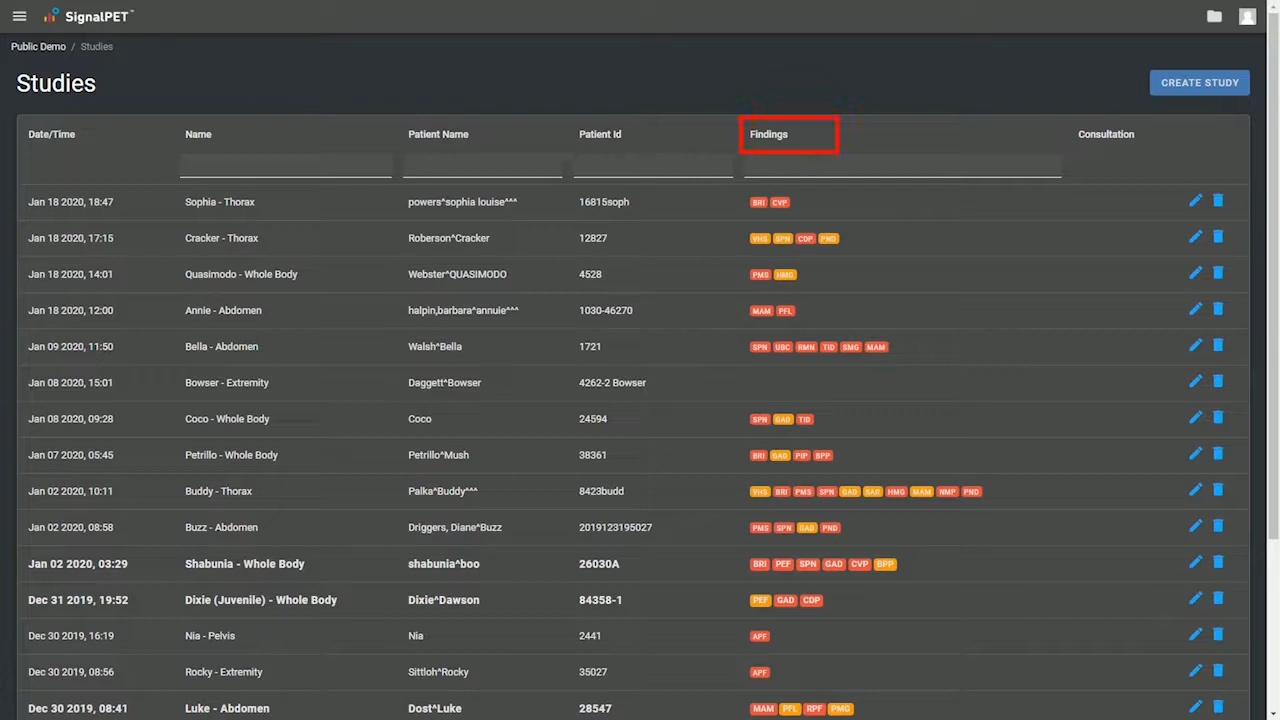 SignalPET™
Public Demo / Studies
Studies
CREATE STUDY
Date/Time Name Patient Name Patient Id Findings Consultation
Jan 18 2020, 18:47 Sophia - Thorax powers^sophia louise^^^ 16815soph BRI CVP
Jan 18 2020, 17:15 Cracker - Thorax Roberson^Cracker 12827 VHS SPN CDP PND
Jan 18 2020, 14:01 Quasimodo - Whole Body Webster^QUASIMODO 4528 PMS HMG
Jan 18 2020, 12:00 Annie - Abdomen halpin,barbara^annuie^^^ 1030-46270 MAM PFL
Jan 09 2020, 11:50 Bella - Abdomen Walsh^Bella 1721 SPN UBC RMN TID SMG MAM
Jan 08 2020, 15:01 Bowser - Extremity Daggett^Bowser 4262-2 Bowser
Jan 08 2020, 09:28 Coco - Whole Body Coco 24594 SPN GAD TID
Jan 07 2020, 05:45 Petrillo - Whole Body Petrillo^Mush 38361 BRI GAD PIP BPP
Jan 02 2020, 10:11 Buddy - Thorax Palka^Buddy^^^ 8423budd VHS BRI PMS SPN GAD SAR HMG MAM NMP PND
Jan 02 2020, 08:58 Buzz - Abdomen Driggers, Diane^Buzz 2019123195027 PMS SPN GAD PND
Jan 02 2020, 03:29 Shabunia - Whole Body shabunia^boo 26030A BRI PEF SPN GAD CVP BPP
Dec 31 2019, 19:52 Dixie (Juvenile) - Whole Body Dixie^Dawson 84358-1 PEF GAD CDP
Dec 30 2019, 16:19 Nia - Pelvis Nia 2441 APF
Dec 30 2019, 08:56 Rocky - Extremity Sittloh^Rocky 35027 APF
Dec 30 2019, 08:41 Luke - Abdomen Dost^Luke 28547 MAM PFL RPF PMG